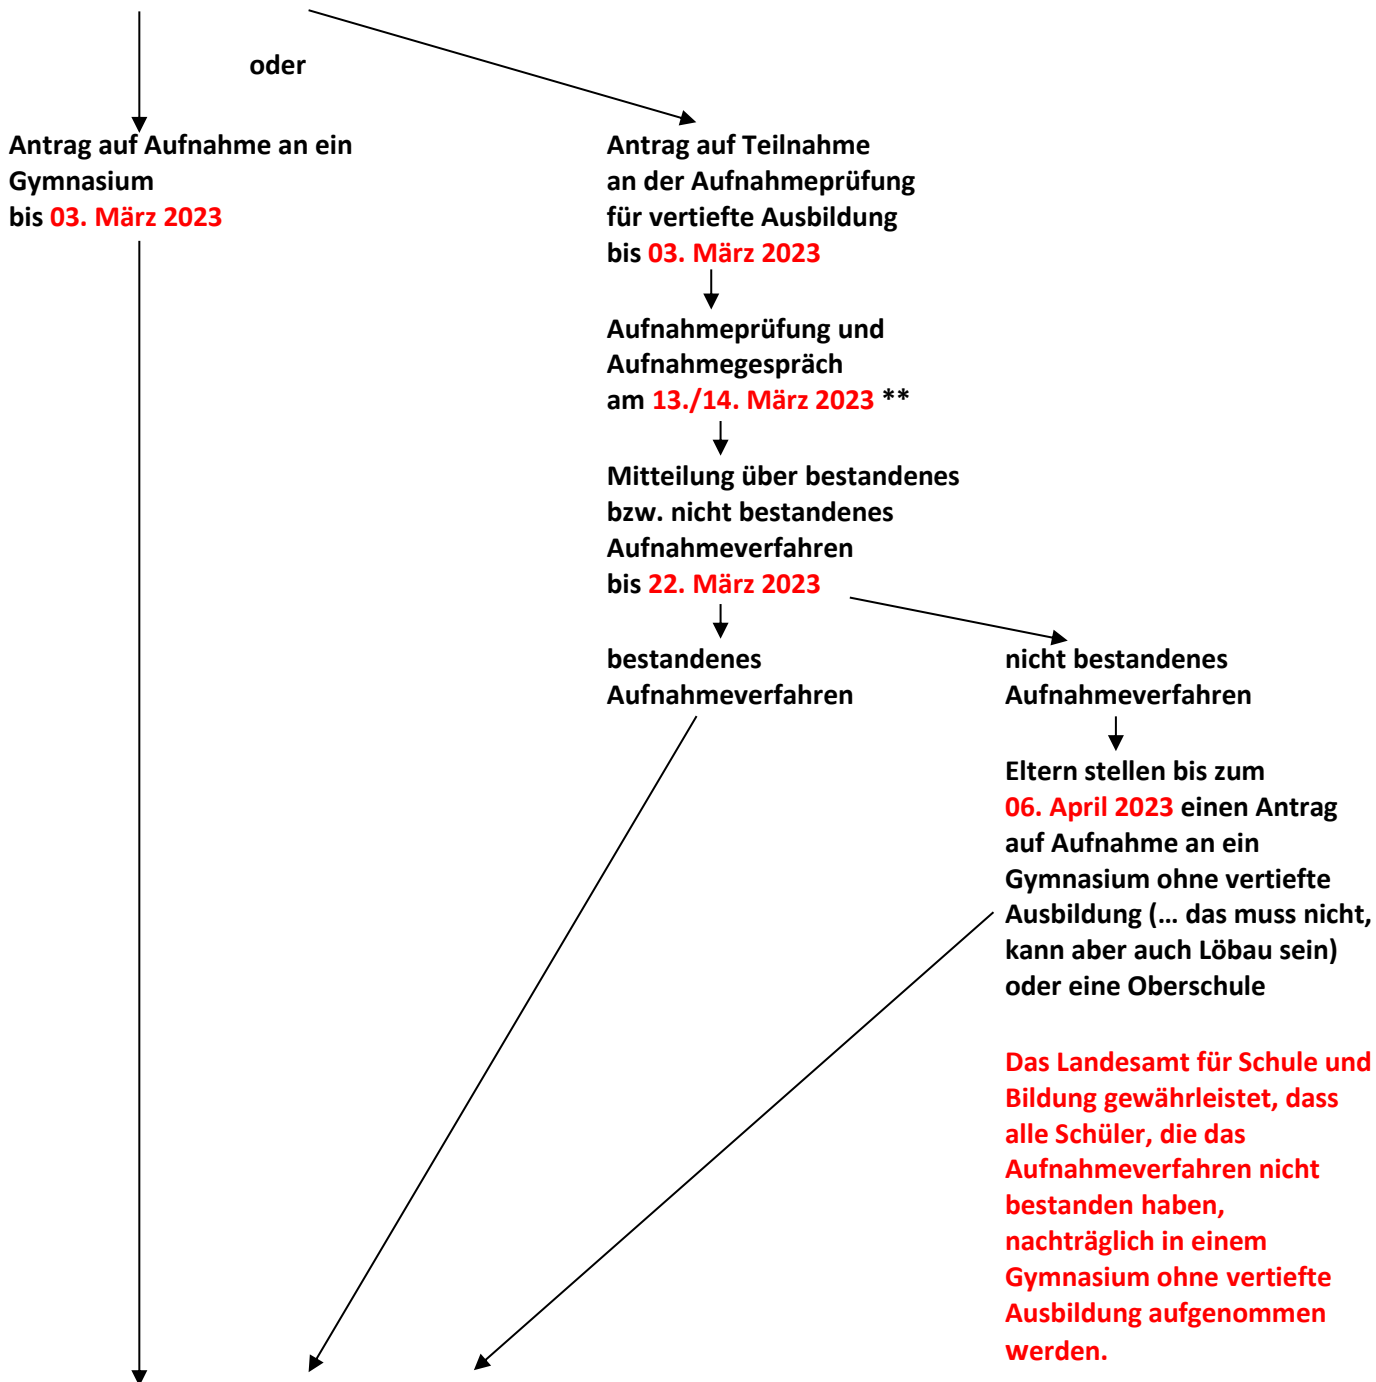 oder
Antrag auf Aufnahme an ein
Gymnasium
bis 03. März 2023
Antrag auf Teilnahme
an der Aufnahmeprüfung
für vertiefte Ausbildung
bis 03. März 2023
Aufnahmeprüfung und
Aufnahmegespräch
am 13./14. März 2023 **
Mitteilung über bestandenes
bzw. nicht bestandenes
Aufnahmeverfahren
bis 22. März 2023
bestandenes
Aufnahmeverfahren
nicht bestandenes
Aufnahmeverfahren
Eltern stellen bis zum
06. April 2023 einen Antrag
auf Aufnahme an ein
Gymnasium ohne vertiefte
Ausbildung (… das muss nicht,
kann aber auch Löbau sein)
oder eine Oberschule
Das Landesamt für Schule und
Bildung gewährleistet, dass
alle Schüler, die das
Aufnahmeverfahren nicht
bestanden haben,
nachträglich in einem
Gymnasium ohne vertiefte
Ausbildung aufgenommen
werden.